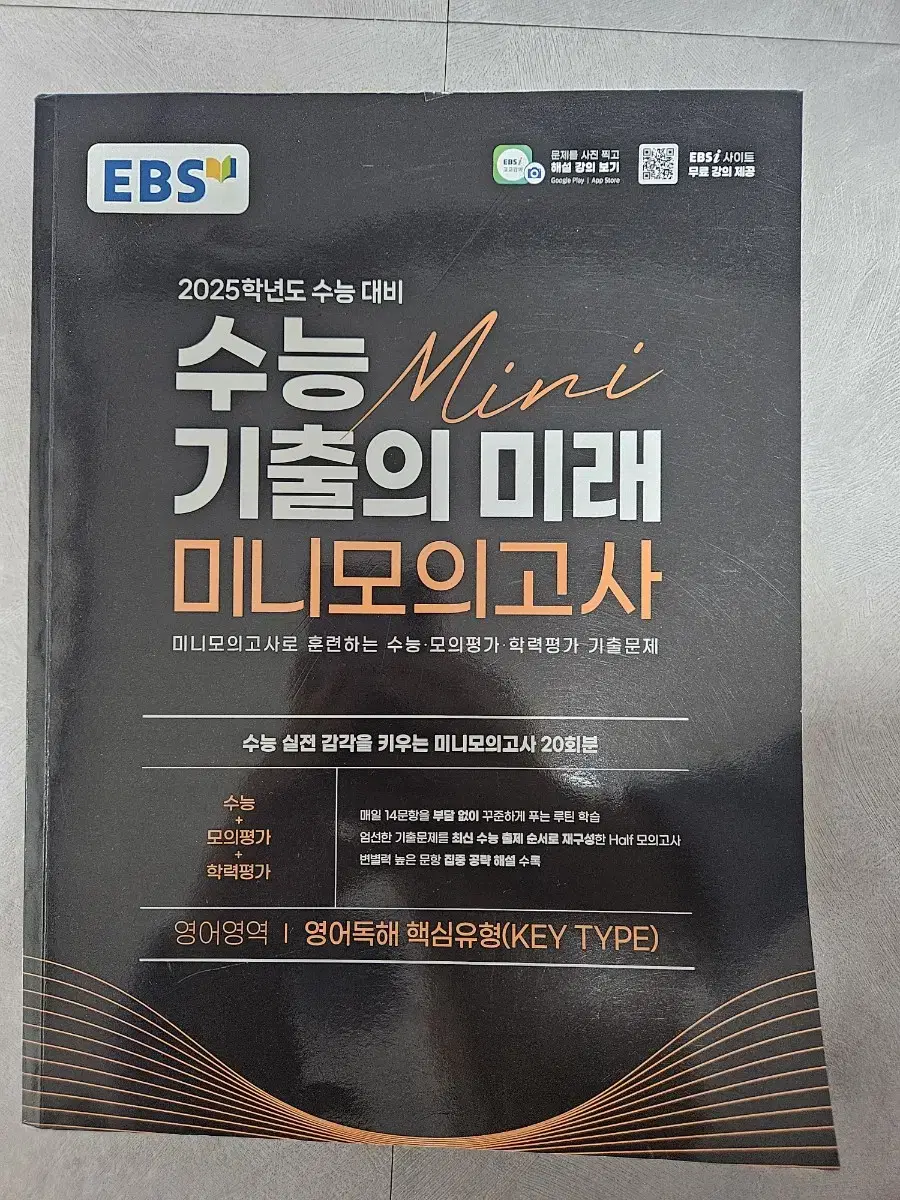 EBS
EBSi
문제를 사진 찍고
해설 강의 보기
Google Play | App Store
EBSi 사이트
무료 강의 제공
2025학년도 수능 대비
수능 Mini
기출의 미래
미니모의고사
미니모의고사로 훈련하는 수능·모의평가·학력평가 기출문제
수능 실전 감각을 키우는 미니모의고사 20회분
수능
+
모의평가
+
학력평가
매일 14문항을 부담 없이 꾸준하게 푸는 루틴 학습
엄선한 기출문제를 최신 수능 출제 순서로 재구성한 Half 모의고사
변별력 높은 문항 집중 공략 해설 수록
영어영역 | 영어독해 핵심유형(KEY TYPE)